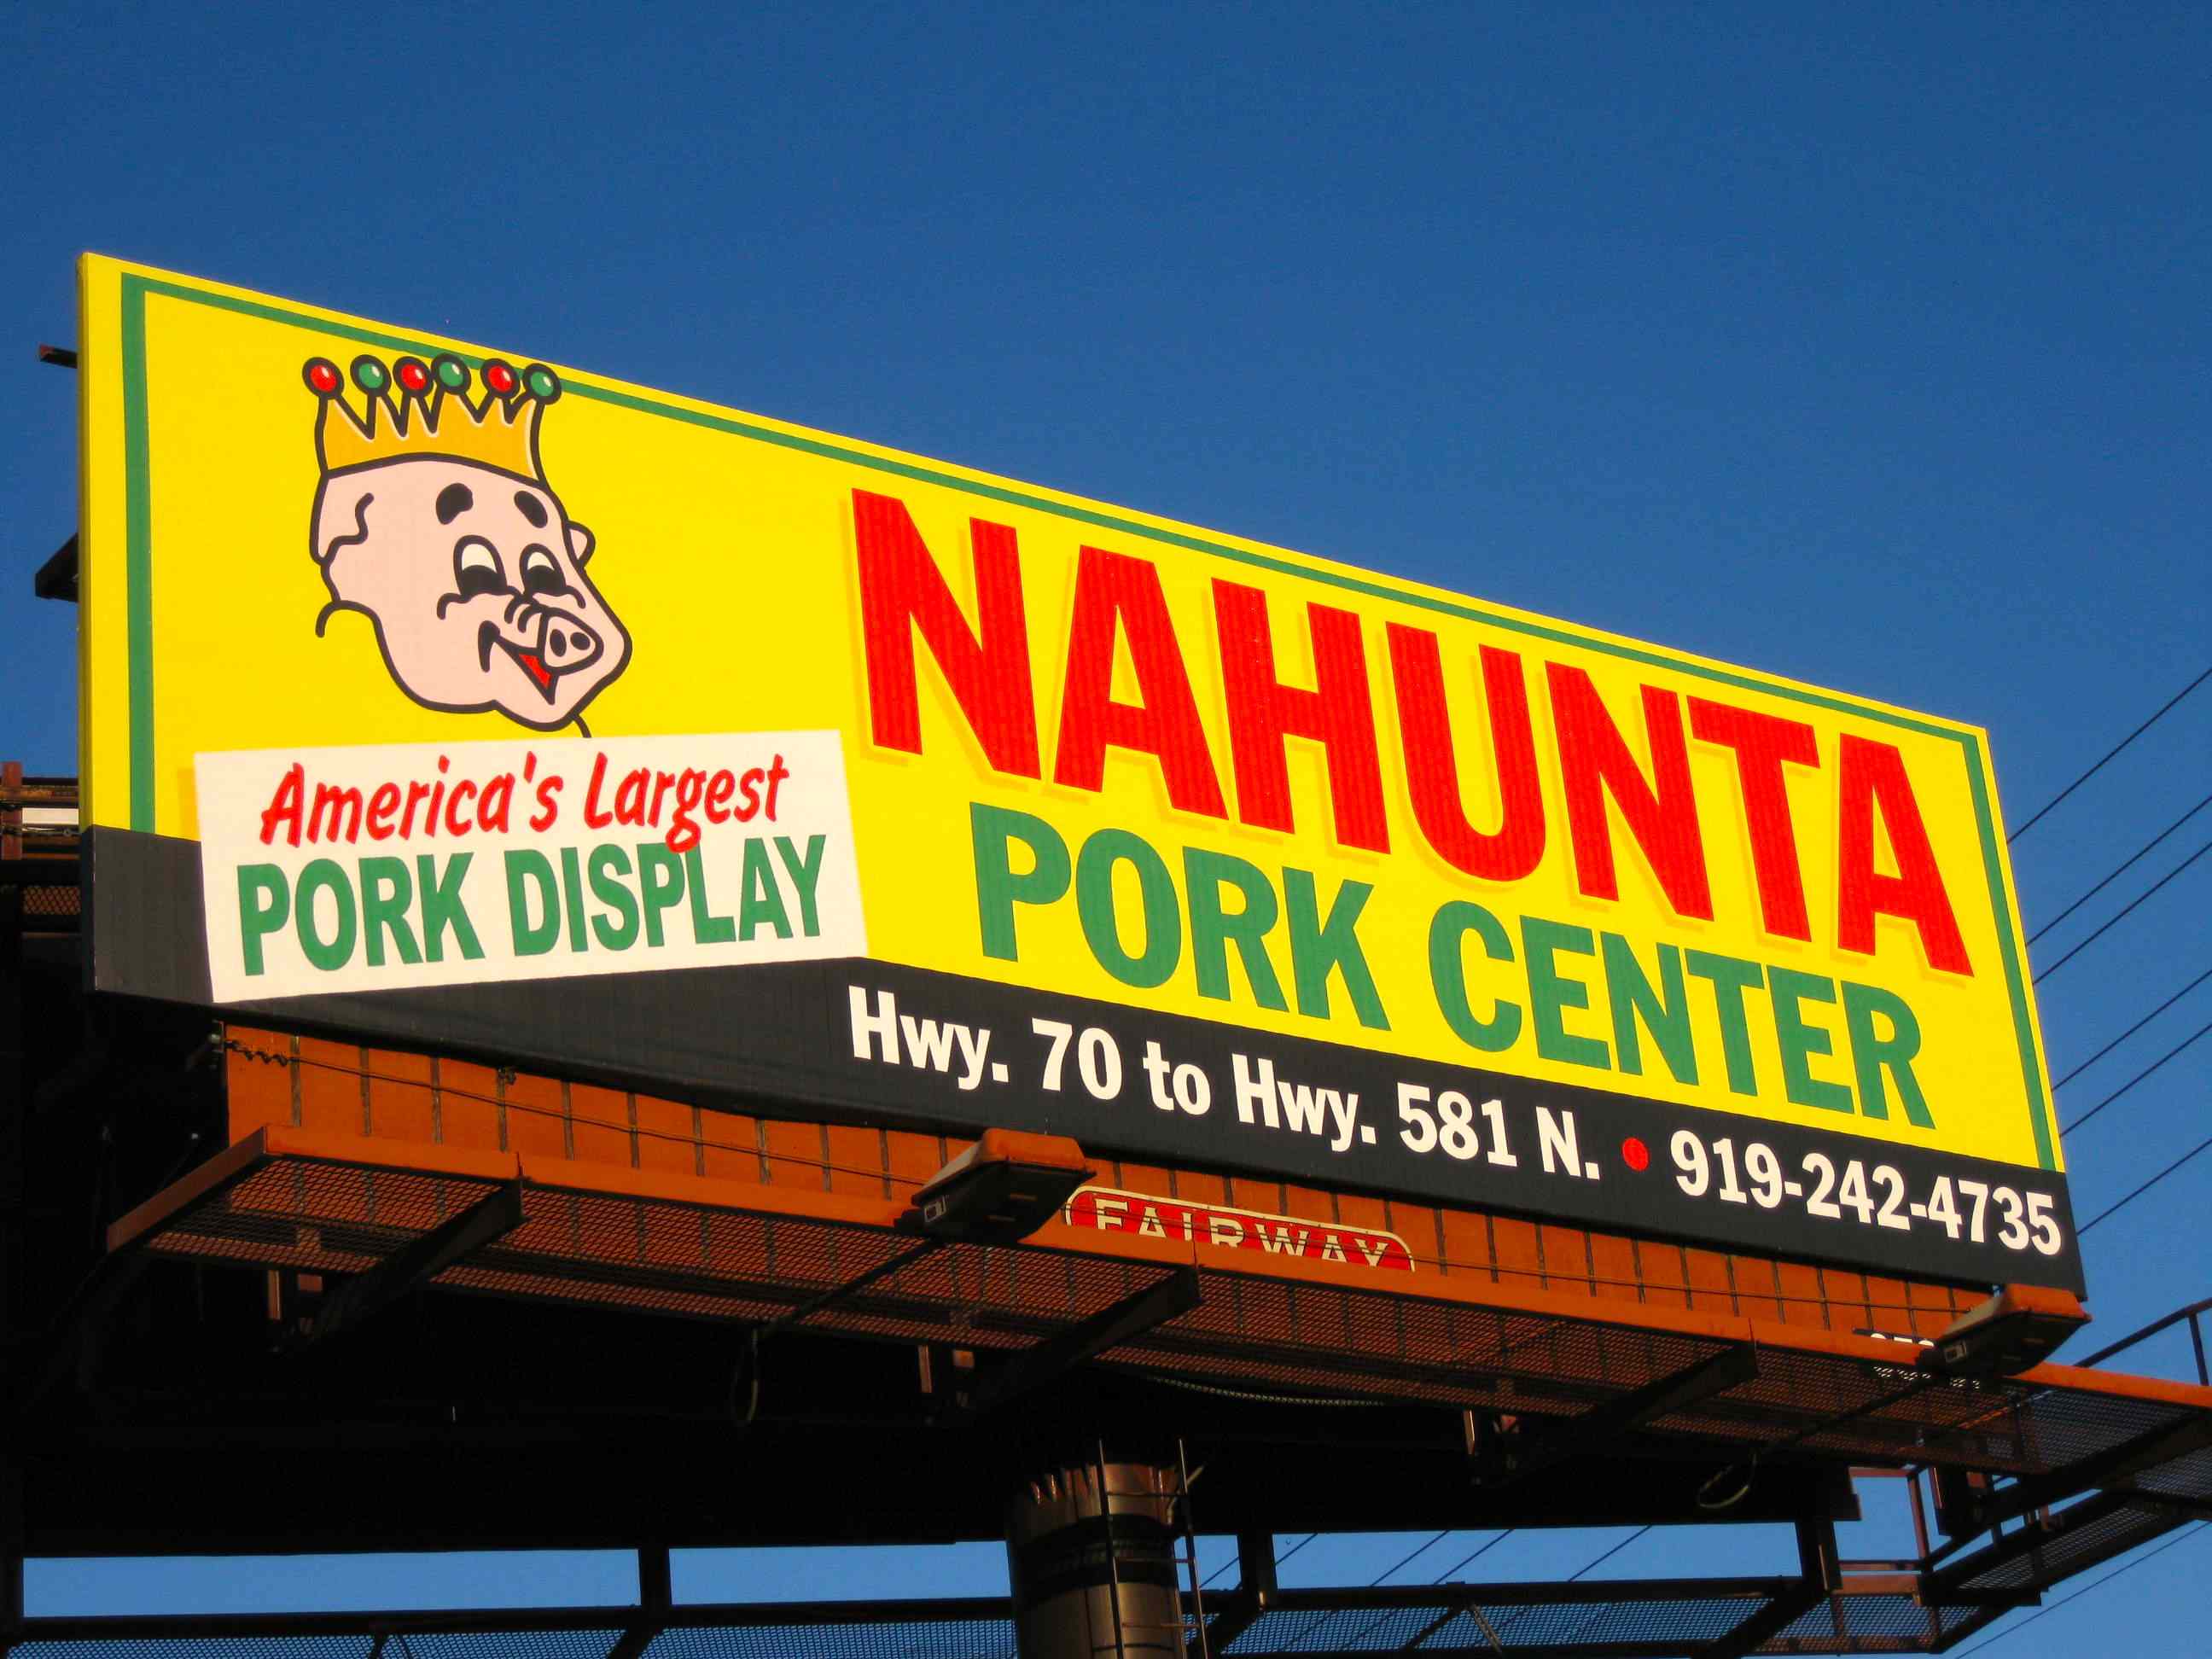 America's Largest
PORK DISPLAY
NAHUNTA
PORK CENTER
Hwy. 70 to Hwy. 581 N. • 919-242-4735
FAIRWAY